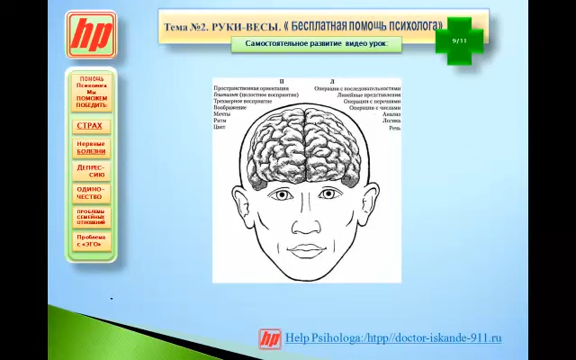 hp
Тема №2. РУКИ-ВЕСЫ. « Бесплатная помощь психолога»
Самостоятельное развитие видео урок:
9/11
ПОМОЧЬ
Психолога
Мы
ПОМОЖЕМ
ПОБЕДИТЬ:
СТРАХ
Нервные
БОЛЕЗНИ
ДЕПРЕС-
СИЮ
ОДИНО-
ЧЕСТВО
ПРОБЛЕМЫ
СЕМЕЙНЫХ
ОТНОШЕНИЙ
Проблема
с «ЭГО»
П
Пространственная ориентация
Гештальт (целостное восприятие)
Трехмерное восприятие
Воображение
Мечты
Ритм
Цвет
Л
Операции с последовательностями
Линейные представления
Операции с перечнями
Операции с числами
Анализ
Логика
Речь
hp
Help Psihologa:/htpp//doctor-iskande-911.ru